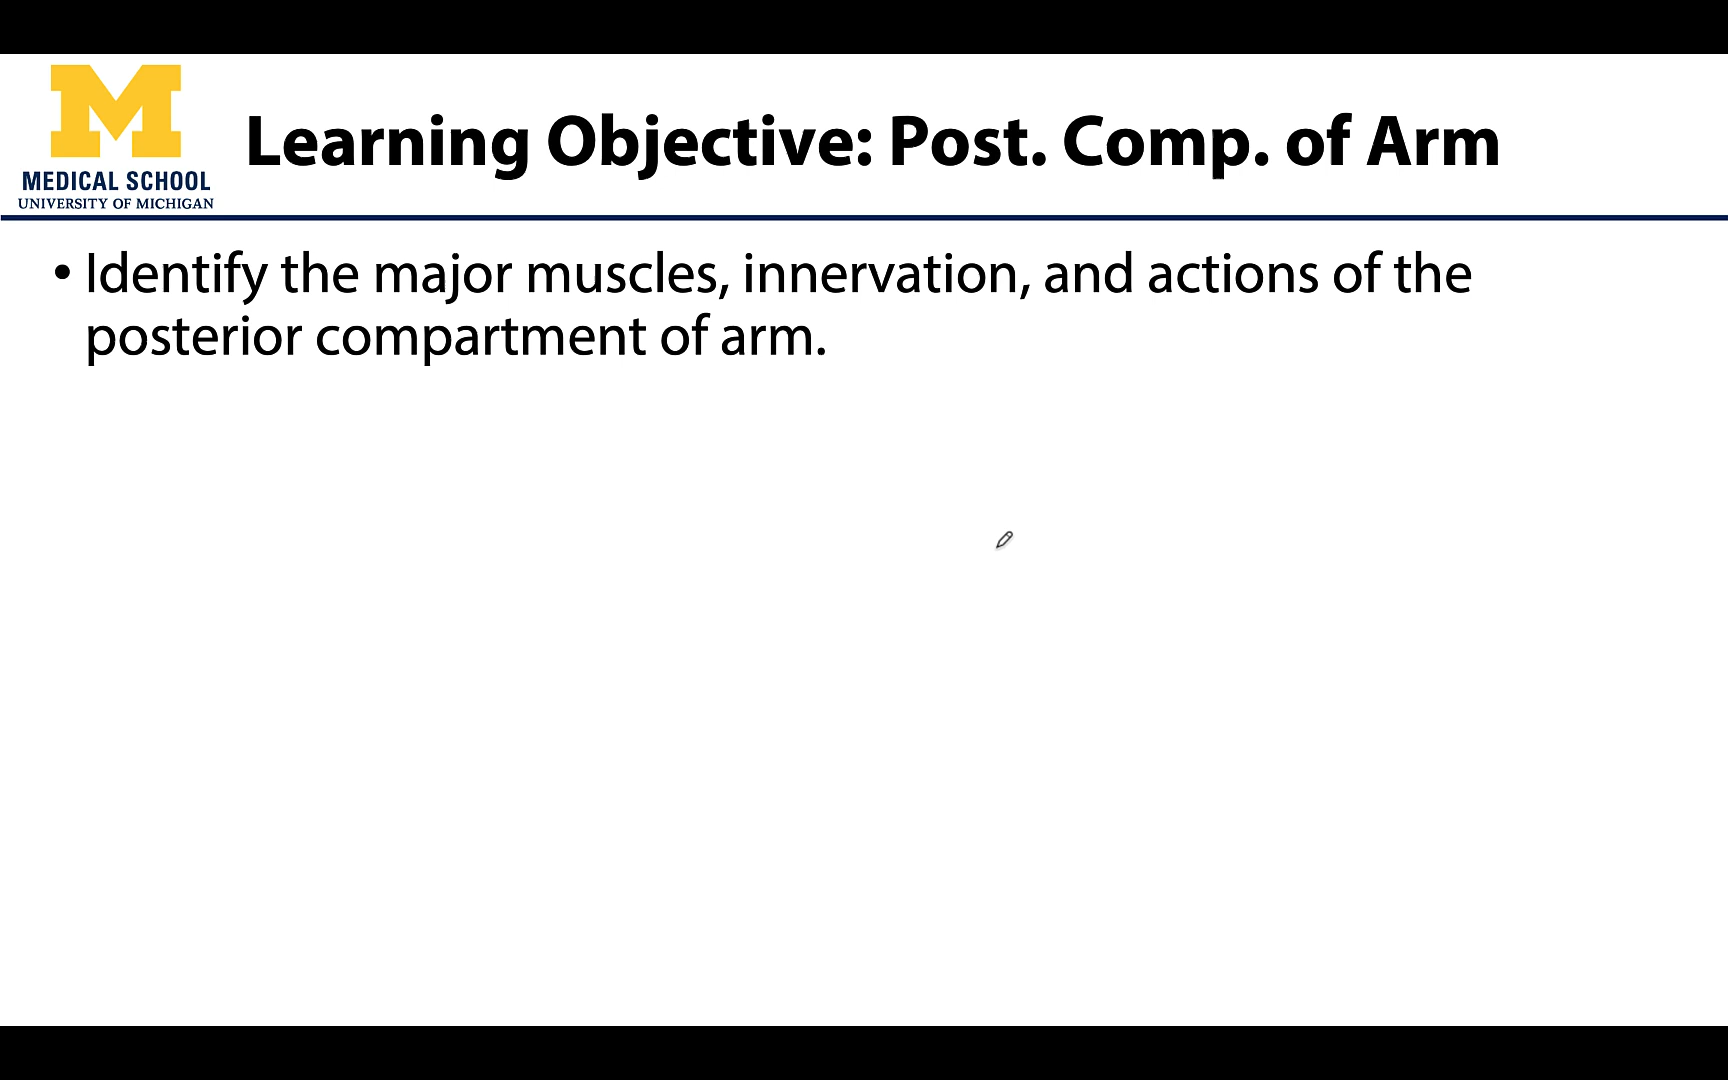 M
MEDICAL SCHOOL
UNIVERSITY OF MICHIGAN
Learning Objective: Post. Comp. of Arm
• Identify the major muscles, innervation, and actions of the
posterior compartment of arm.